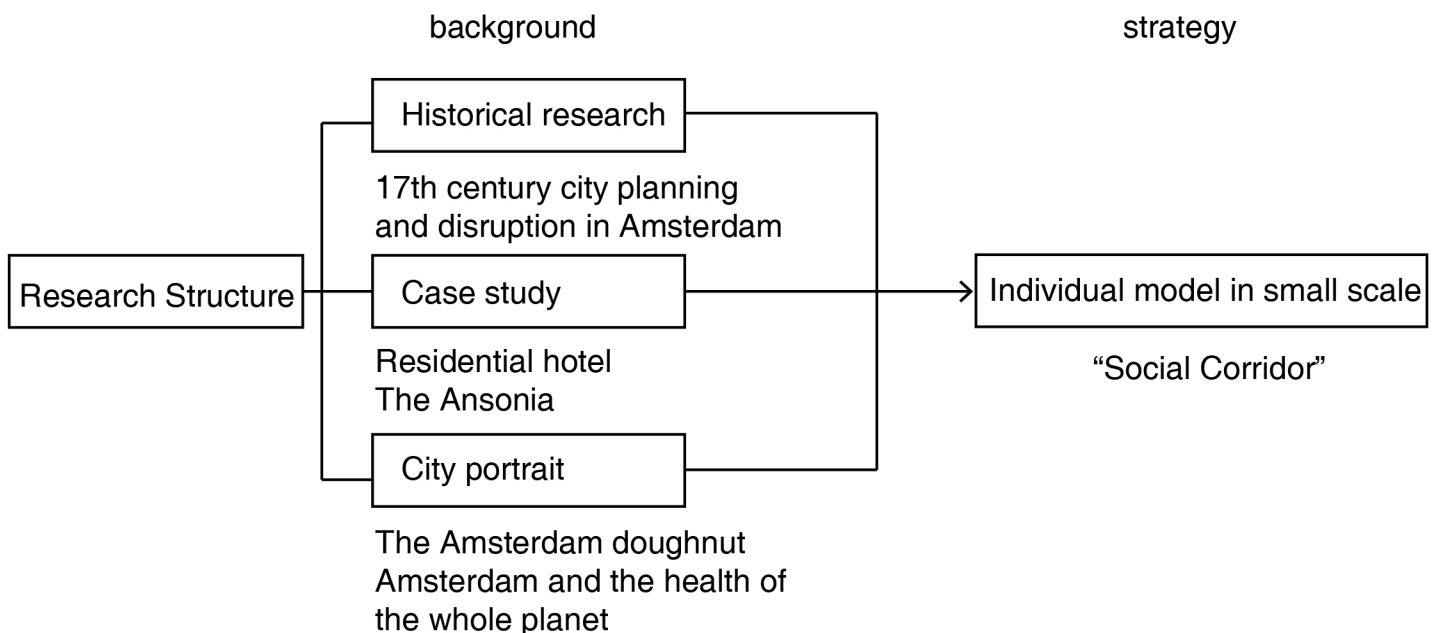 background
strategy
Historical research
17th century city planning
and disruption in Amsterdam
Research Structure
Case study
Individual model in small scale
Residential hotel
The Ansonia
“Social Corridor”
City portrait
The Amsterdam doughnut
Amsterdam and the health of
the whole planet